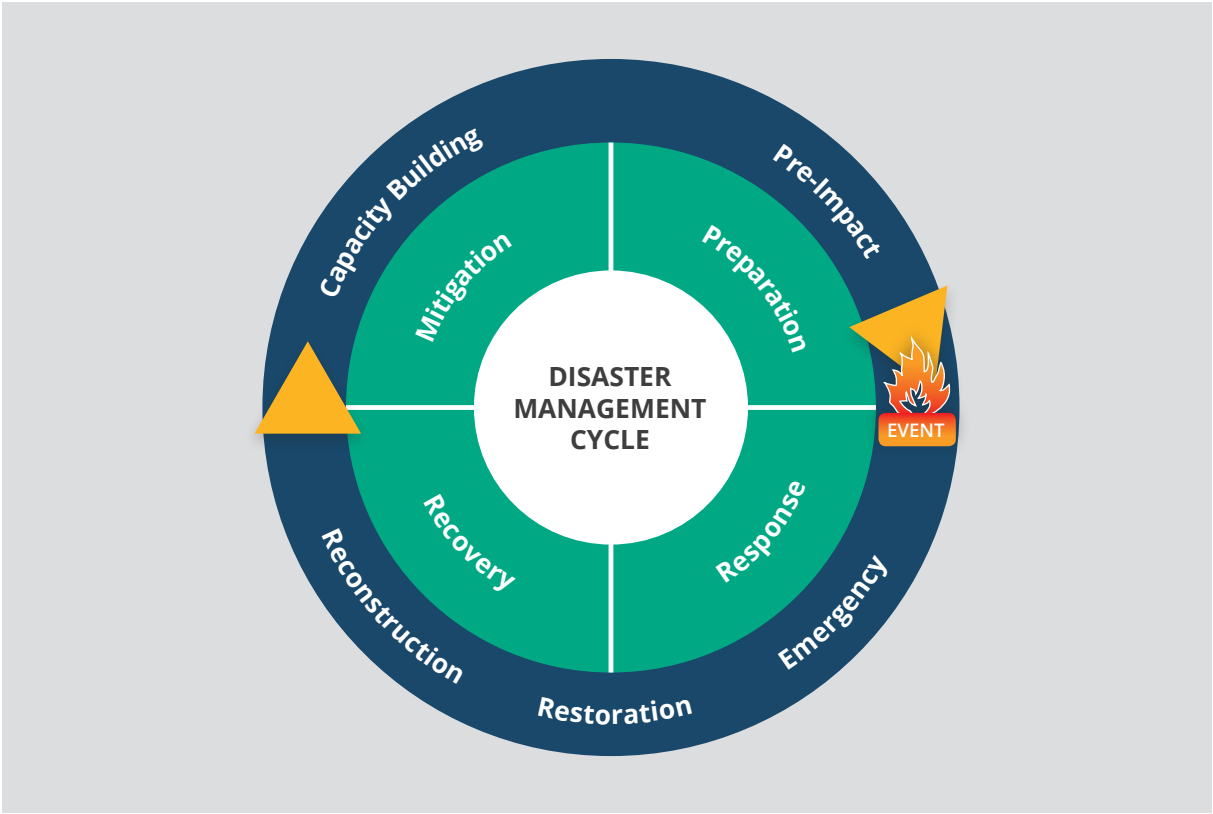 Capacity Building
Pre-Impact
Mitigation
Preparation
DISASTER
MANAGEMENT
CYCLE
EVENT
Recovery
Response
Reconstruction
Emergency
Restoration